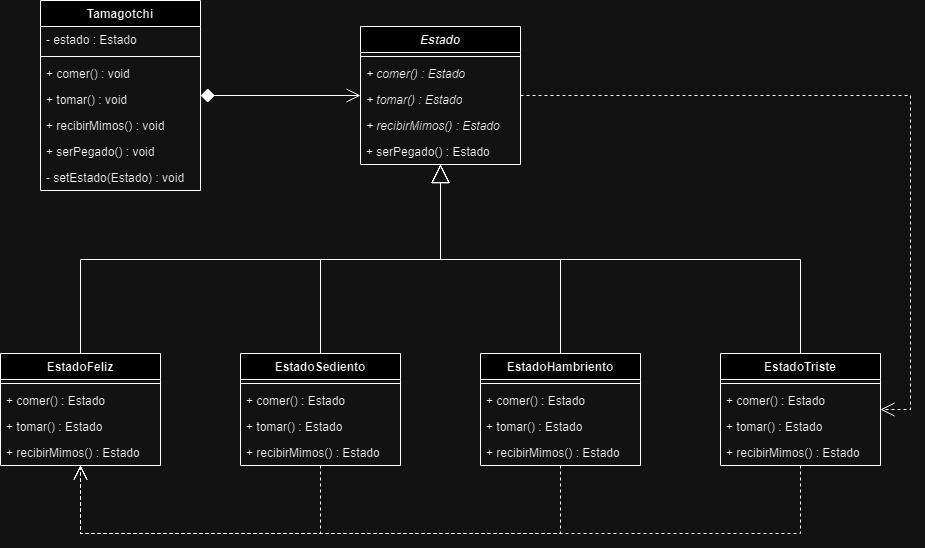 Tamagotchi
- estado : Estado
+ comer() : void
+ tomar() : void
+ recibirMimos() : void
+ serPegado() : void
- setEstado(Estado) : void
Estado
+ comer() : Estado
+ tomar() : Estado
+ recibirMimos() : Estado
+ serPegado() : Estado
EstadoFeliz
+ comer() : Estado
+ tomar() : Estado
+ recibirMimos() : Estado
EstadoSediento
+ comer() : Estado
+ tomar() : Estado
+ recibirMimos() : Estado
EstadoHambriento
+ comer() : Estado
+ tomar() : Estado
+ recibirMimos() : Estado
EstadoTriste
+ comer() : Estado
+ tomar() : Estado
+ recibirMimos() : Estado